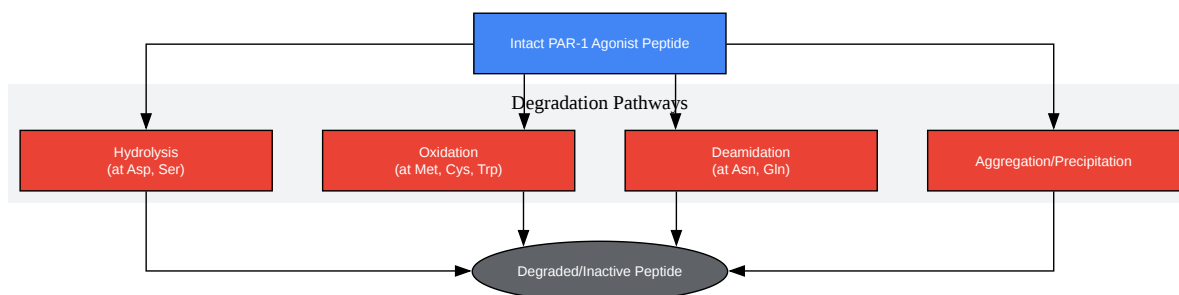 Intact PAR-1 Agonist Peptide
Degradation Pathways
Hydrolysis
(at Asp, Ser)
Oxidation
(at Met, Cys, Trp)
Deamidation
(at Asn, Gln)
Aggregation/Precipitation
Degraded/Inactive Peptide